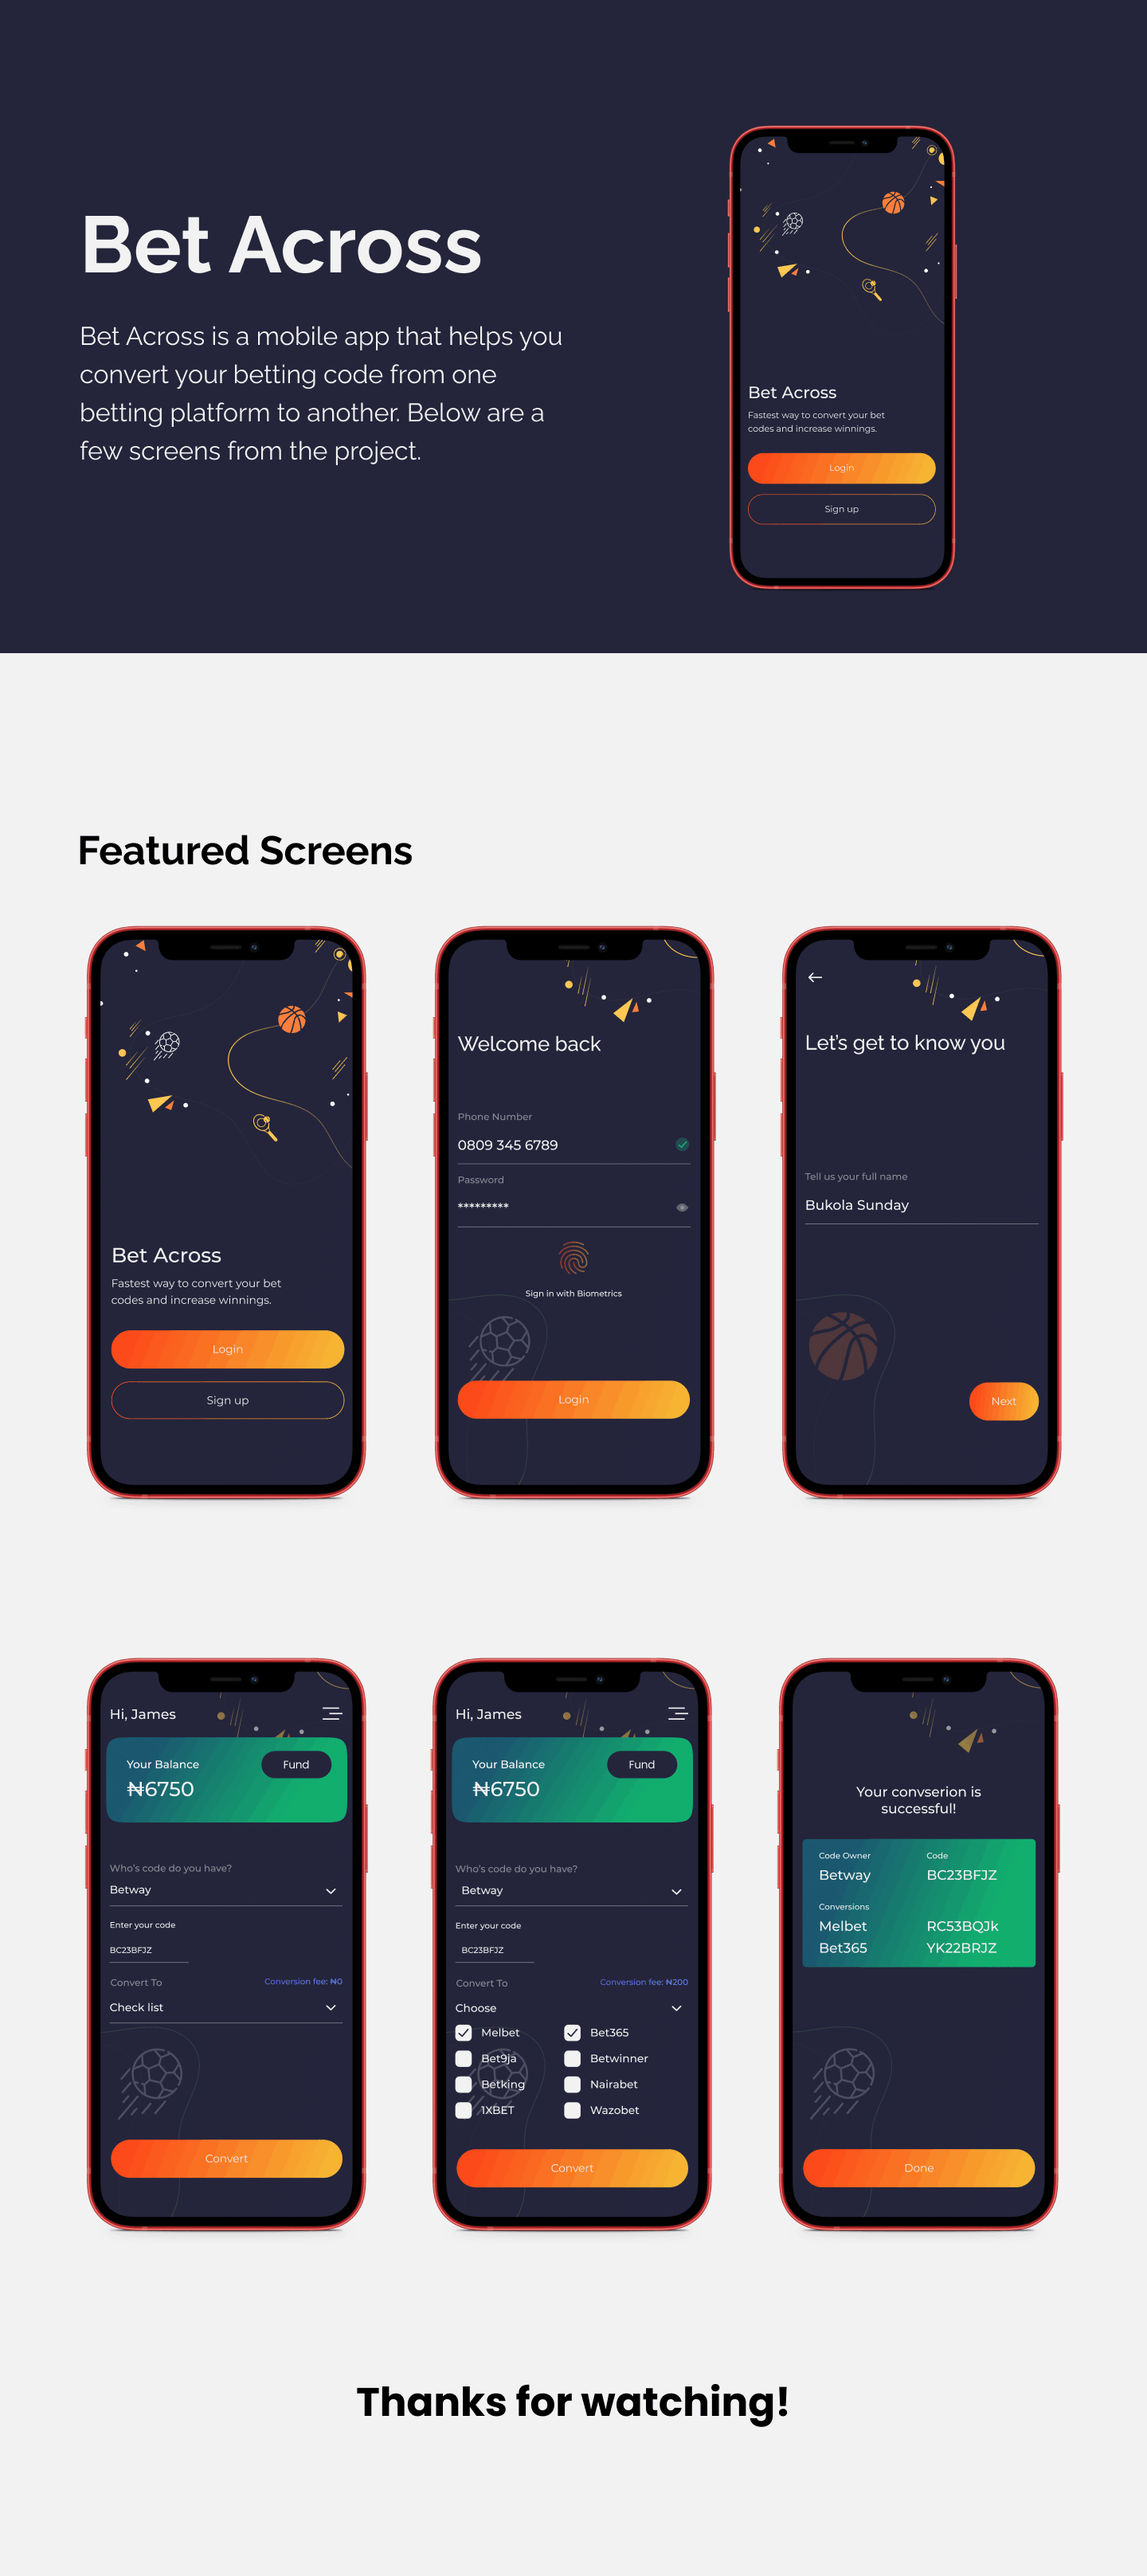 Bet Across
Bet Across is a mobile app that helps you
convert your betting code from one
betting platform to another. Below are a
few screens from the project.
Bet Across
Fastest way to convert your bet
codes and increase winnings.
Login
Sign up
Featured Screens
Bet Across
Fastest way to convert your bet
codes and increase winnings.
Login
Sign up
Welcome back
Phone Number
0809 345 6789
Password
*********
Sign in with Biometrics
Login
Let's get to know you
Tell us your full name
Bukola Sunday
Next
Hi, James
Your Balance
Fund
₦6750
Who's code do you have?
Betway
Enter your code
BC23BFJZ
Convert To
Conversion fee: ₦0
Check list
Convert
Hi, James
Your Balance
Fund
₦6750
Who's code do you have?
Betway
Enter your code
BC23BFJZ
Convert To
Conversion fee: ₦200
Choose
Melbet Bet365
Bet9ja Betwinner
Betking Nairabet
1XBET Wazobet
Convert
Your convserion is
successful!
Code Owner Code
Betway BC23BFJZ
Conversions
Melbet RC53BQJk
Bet365 YK22BRJZ
Done
Thanks for watching!